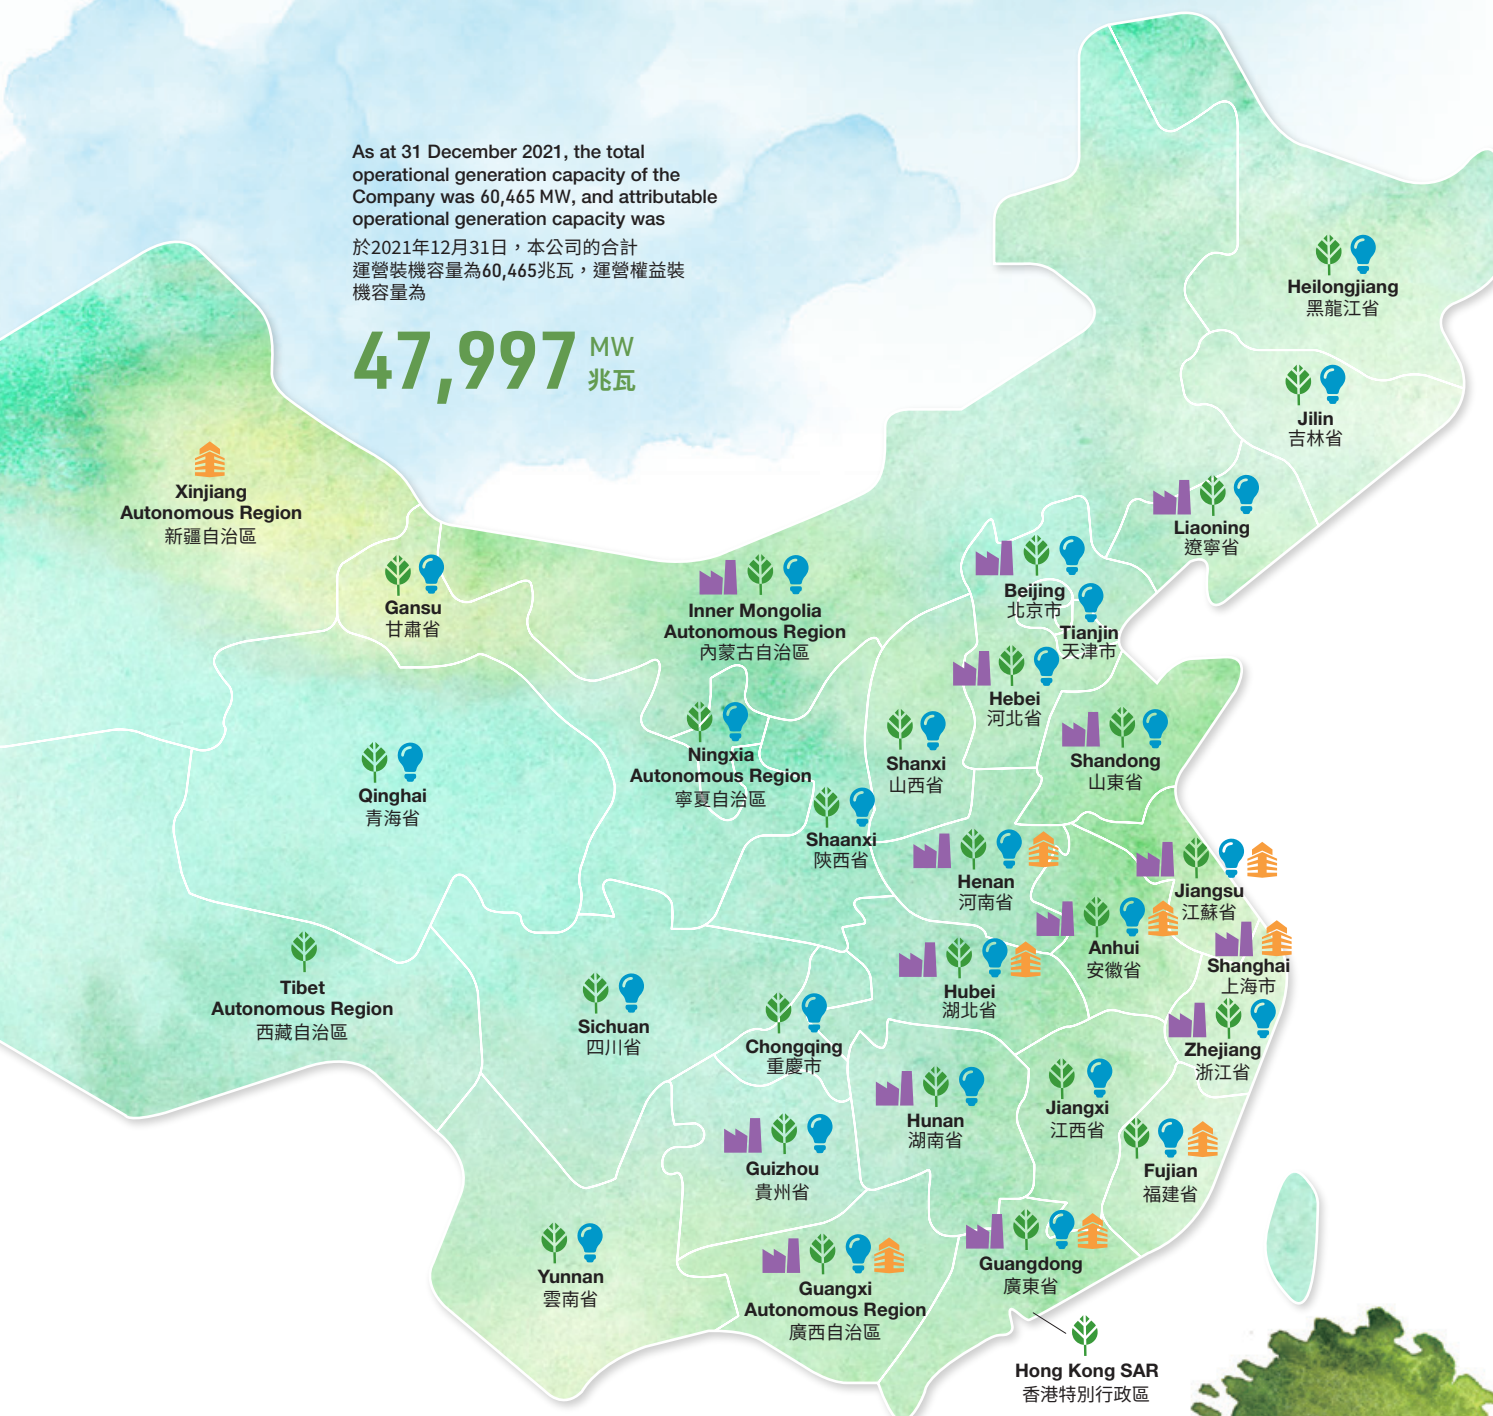 As at 31 December 2021, the total
operational generation capacity of the
Company was 60,465 MW, and attributable
operational generation capacity was
於2021年12月31日，本公司的合計
運營裝機容量為60,465兆瓦，運營權益裝
機容量為
47,997 MW
兆瓦
Heilongjiang
黑龍江省
Jilin
吉林省
Xinjiang
Autonomous Region
新疆自治區
Liaoning
遼寧省
Gansu
甘肅省
Inner Mongolia
Autonomous Region
內蒙古自治區
Beijing
北京市
Tianjin
天津市
Hebei
河北省
Ningxia
Autonomous Region
寧夏自治區
Shanxi
山西省
Shandong
山東省
Qinghai
青海省
Shaanxi
陝西省
Henan
河南省
Jiangsu
江蘇省
Anhui
安徽省
Shanghai
上海市
Tibet
Autonomous Region
西藏自治區
Hubei
湖北省
Sichuan
四川省
Chongqing
重慶市
Zhejiang
浙江省
Hunan
湖南省
Jiangxi
江西省
Guizhou
貴州省
Fujian
福建省
Yunnan
雲南省
Guangxi
Autonomous Region
廣西自治區
Guangdong
廣東省
Hong Kong SAR
香港特別行政區